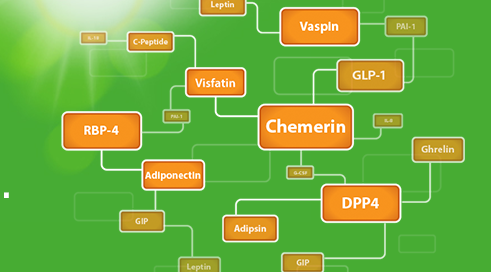 Leptin
Vaspin
PAI-1
IL-10
C-Peptide
GLP-1
Visfatin
PAI-1
Chemerin
IL-6
RBP-4
Ghrelin
Adiponectin
G-CSF
DPP4
GIP
Adipsin
Leptin
GIP